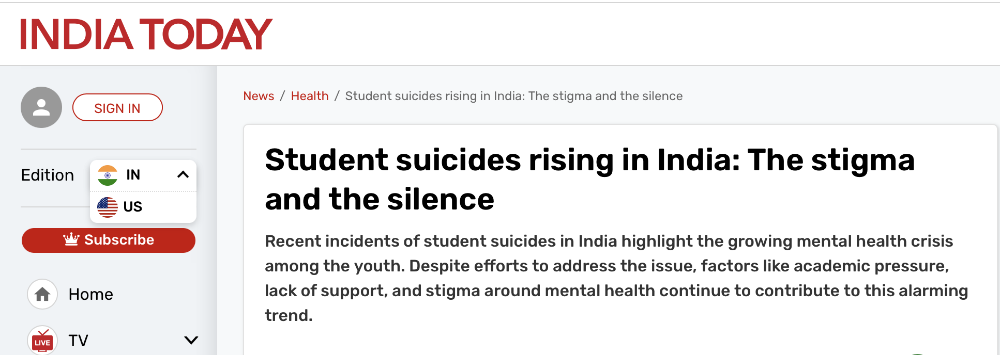 INDIA TODAY
SIGN IN
Edition
IN
US
Subscribe
Home
LIVE
TV
News / Health / Student suicides rising in India: The stigma and the silence
Student suicides rising in India: The stigma
and the silence
Recent incidents of student suicides in India highlight the growing mental health crisis
among the youth. Despite efforts to address the issue, factors like academic pressure,
lack of support, and stigma around mental health continue to contribute to this alarming
trend.